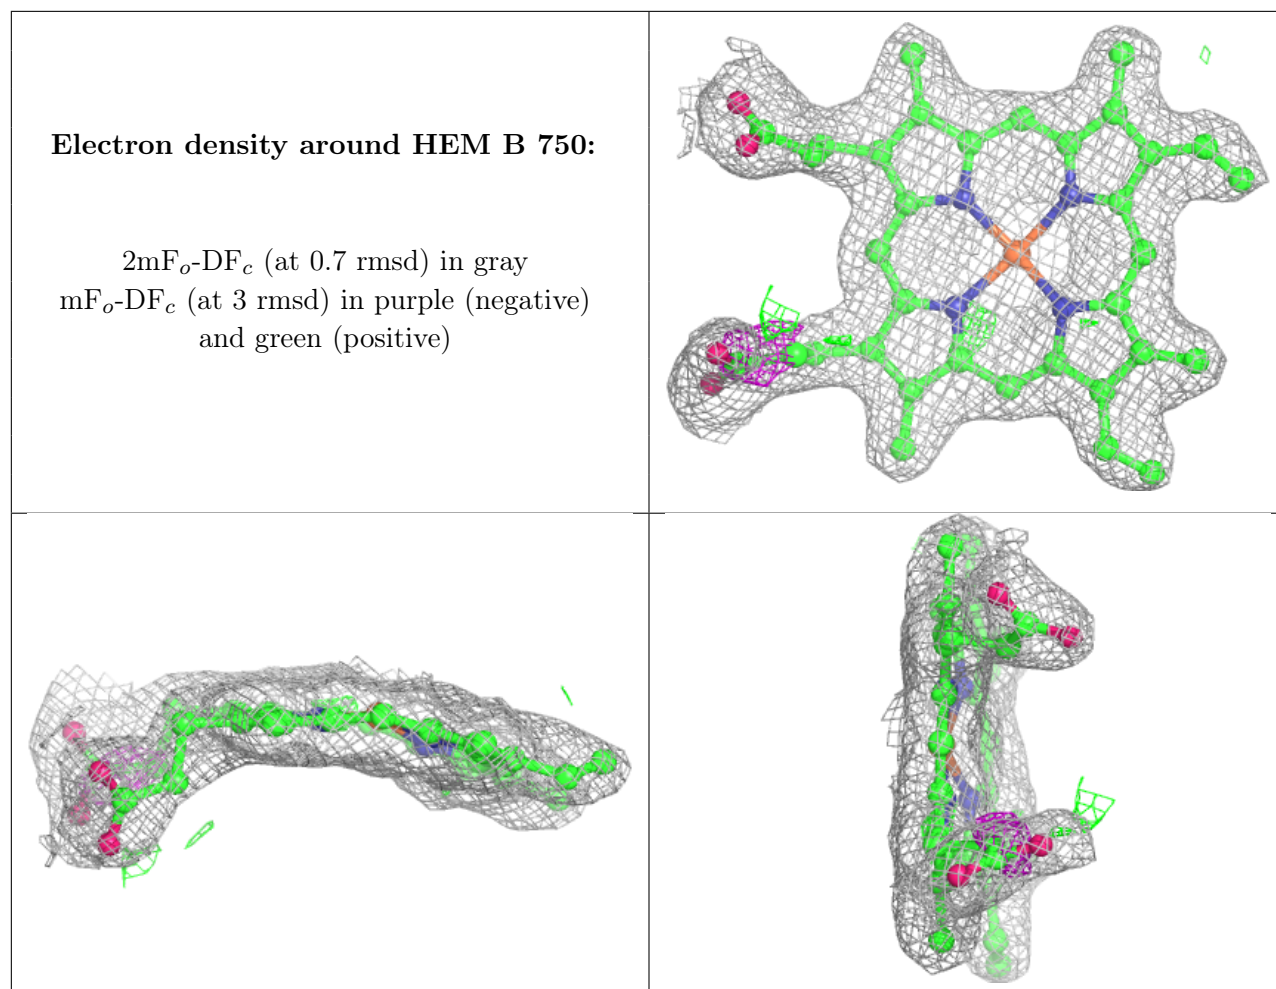 Electron density around HEM B 750:
2mFo-DFc (at 0.7 rmsd) in gray
mFo-DFc (at 3 rmsd) in purple (negative)
and green (positive)